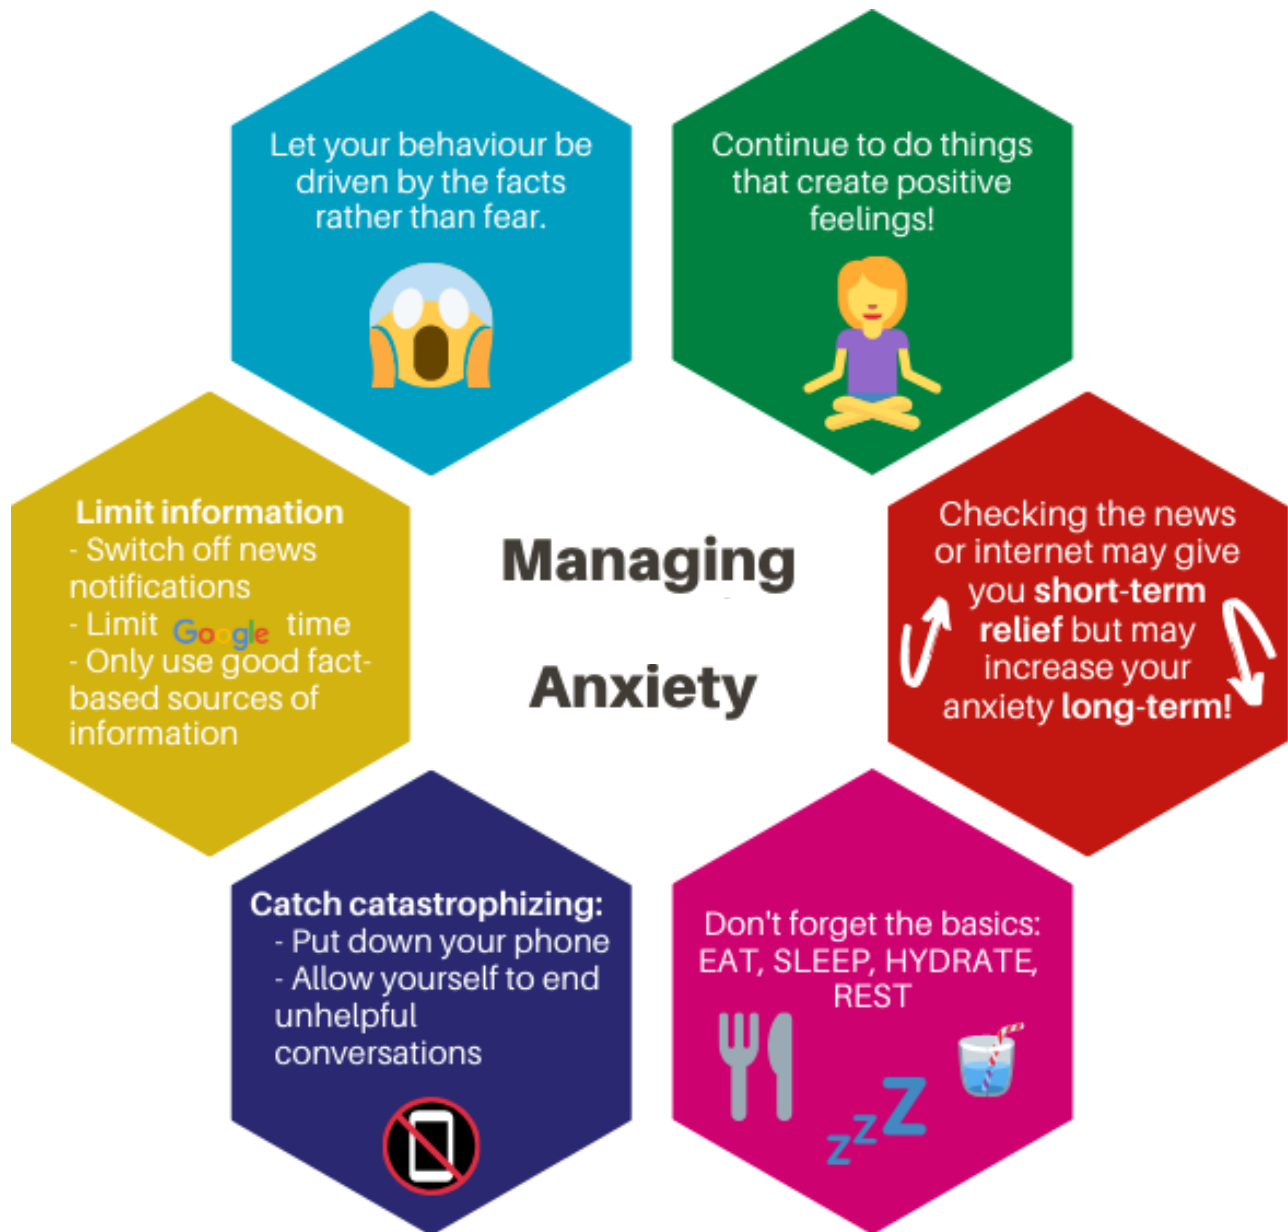 Let your behaviour be
driven by the facts
rather than fear.
Continue to do things
that create positive
feelings!
Limit information
- Switch off news
notifications
- Limit Google time
- Only use good fact-
based sources of
information
Managing
Anxiety
Checking the news
or internet may give
you short-term
relief but may
increase your
anxiety long-term!
Catch catastrophizing:
- Put down your phone
- Allow yourself to end
unhelpful
conversations
Don't forget the basics:
EAT, SLEEP, HYDRATE,
REST
zzZ